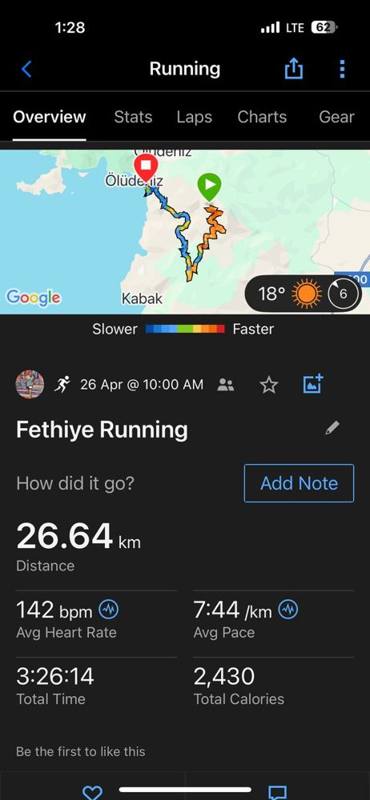 1:28
LTE 62
Running
Overview Stats Laps Charts Gear
Ölüdeniz
Ölüdeniz
Kabak
Google
18° 6
00
Slower Faster
26 Apr @ 10:00 AM
Fethiye Running
How did it go? Add Note
26.64 km
Distance
142 bpm 7:44 /km
Avg Heart Rate Avg Pace
3:26:14 2,430
Total Time Total Calories
Be the first to like this